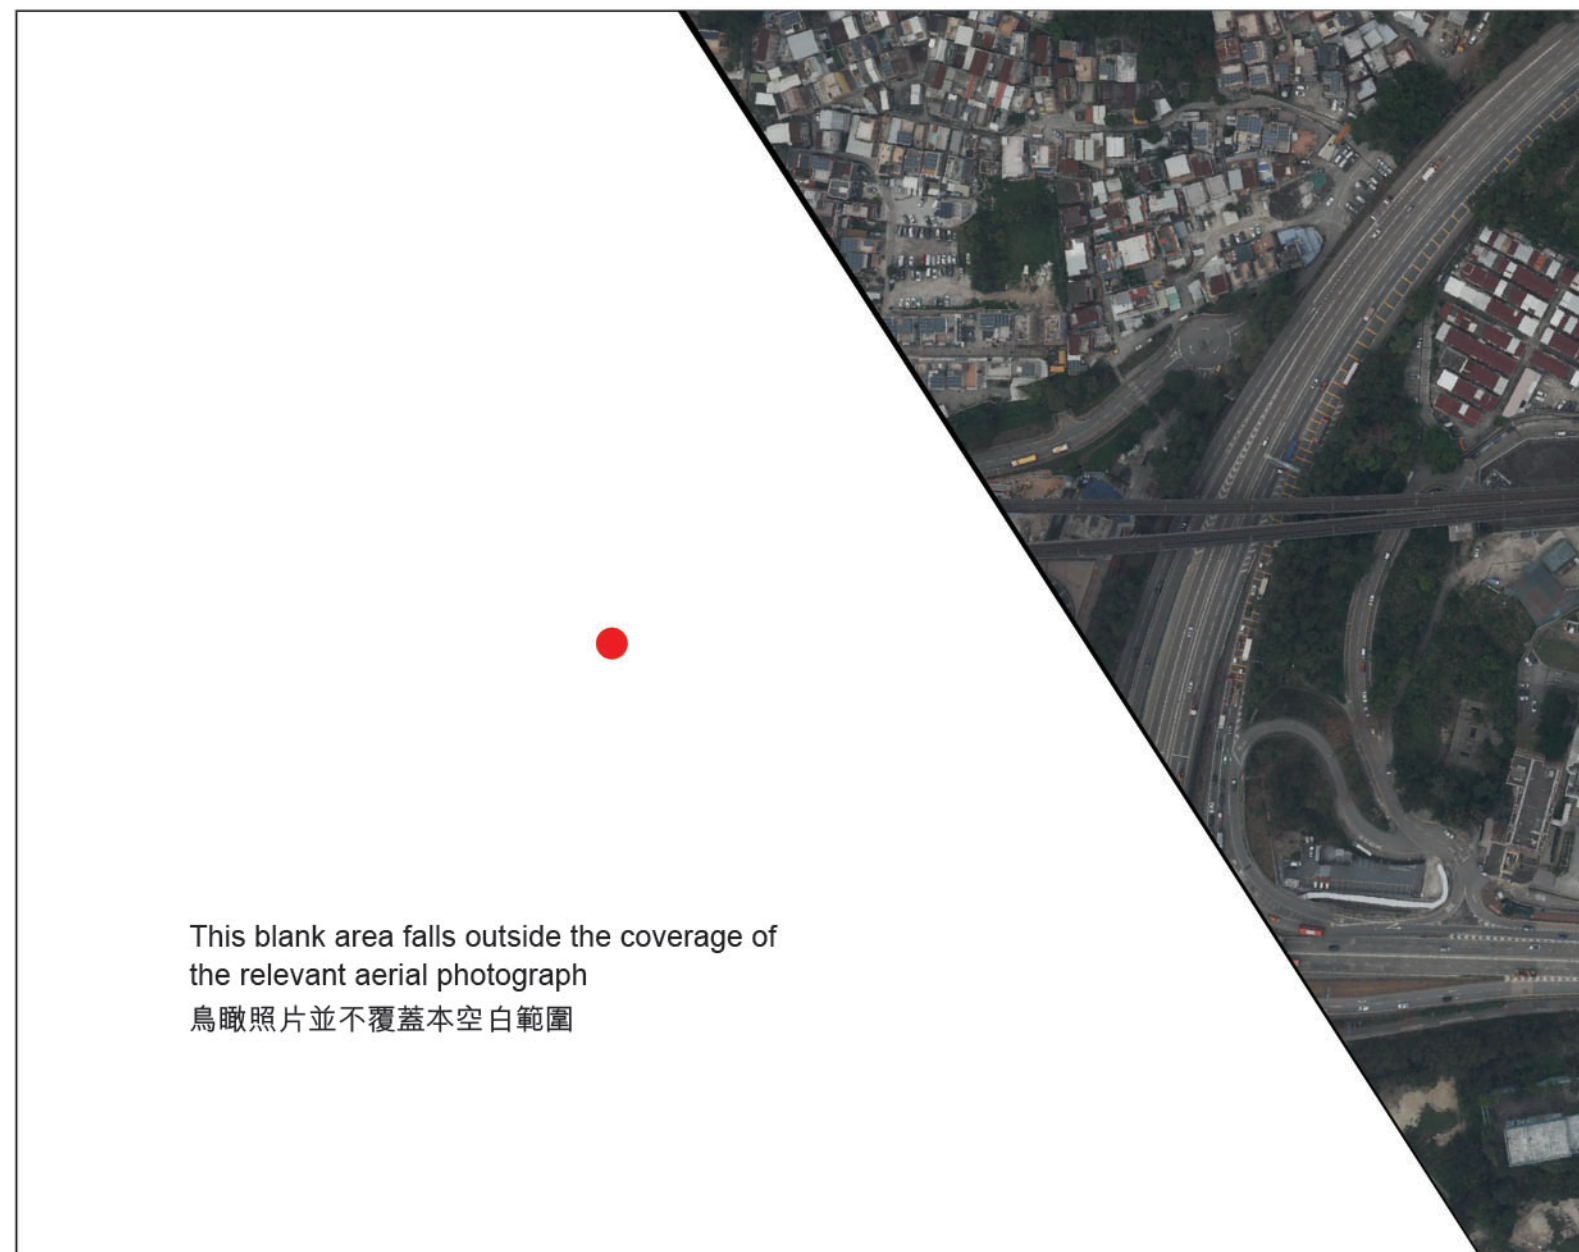 This blank area falls outside the coverage of
the relevant aerial photograph
鳥瞰照片並不覆蓋本空白範圍